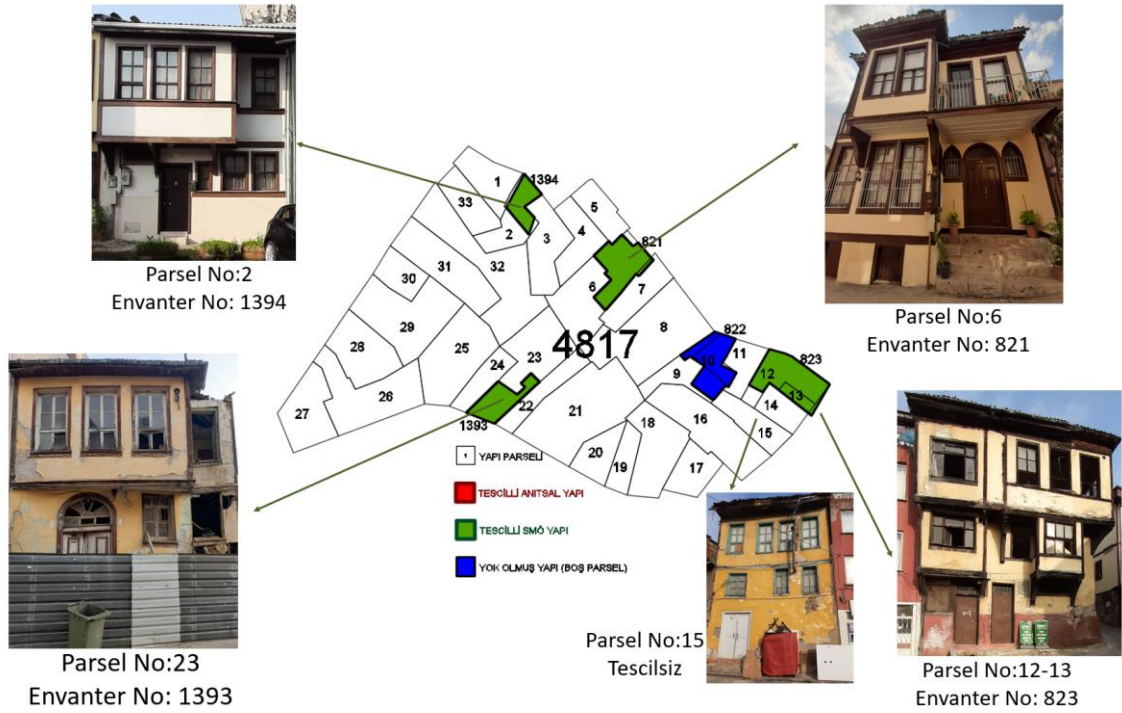 Parsel No:2
Envanter No: 1394
Parsel No:6
Envanter No: 821
Parsel No:23
Envanter No: 1393
Parsel No:15
Tescilsiz
Parsel No:12-13
Envanter No: 823
4817
1394
821
822
823
1393
1
2
3
4
5
6
7
8
9
10
11
12
13
14
15
16
17
18
19
20
21
22
23
24
25
26
27
28
29
30
31
32
33
1 YAPI PARSELİ
TESCİLLİ ANITSAL YAPI
TESCİLLİ SMÖ YAPI
YOK OLMUŞ YAPI (BOŞ PARSEL)